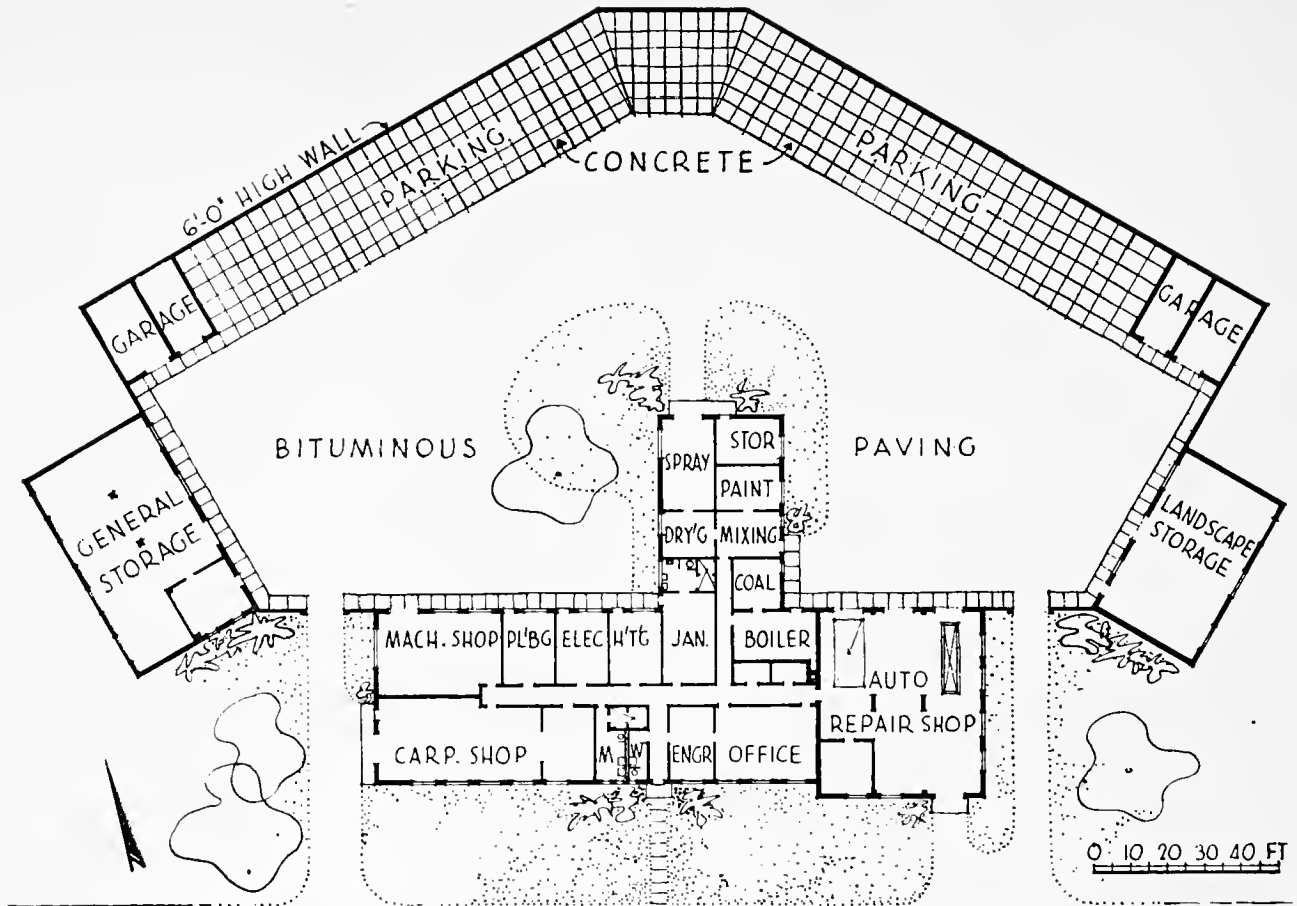 6'-0" HIGH WALL
PARKING
CONCRETE
PARKING
GARAGE
GARAGE
BITUMINOUS
PAVING
STOR
SPRAY
PAINT
DRY'G
MIXING
COAL
GENERAL
STORAGE
LANDSCAPE
STORAGE
MACH. SHOP
PL'BG
ELEC
H'T'G
JAN.
BOILER
AUTO
REPAIR SHOP
CARP. SHOP
M
W
ENGR
OFFICE
0 10 20 30 40 FT